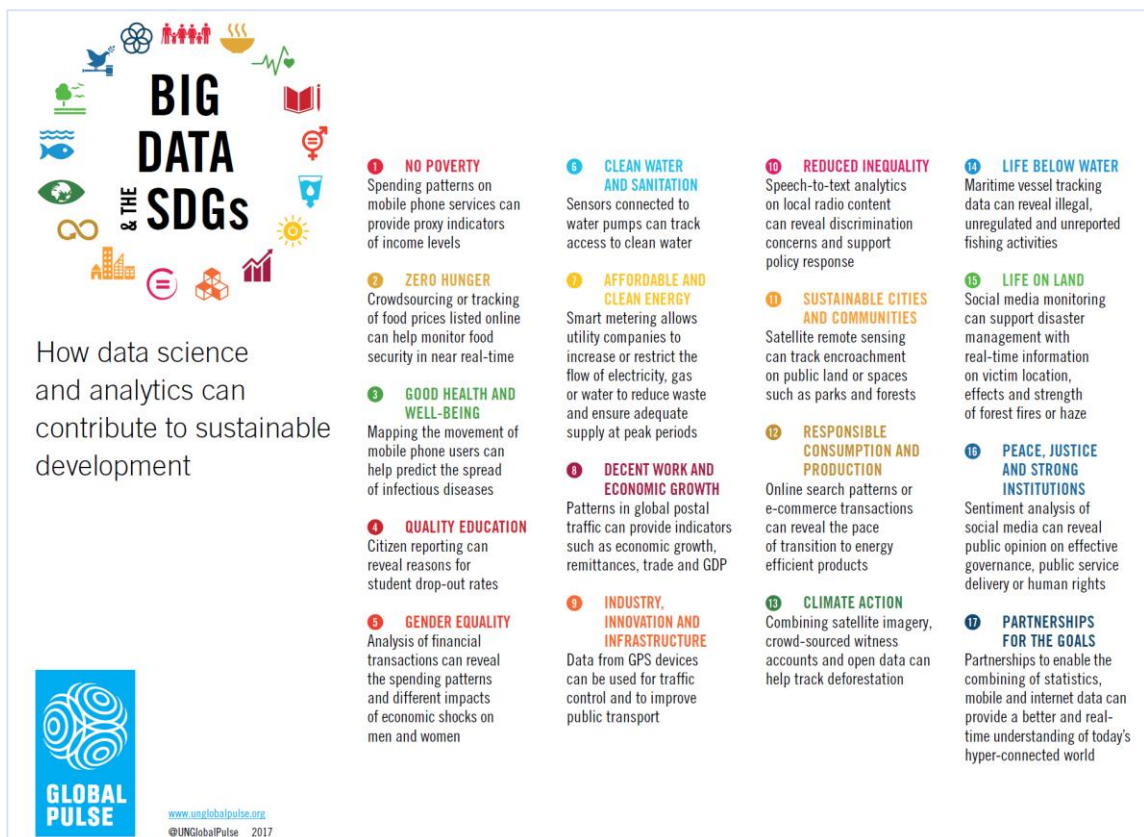 BIG
DATA
& THE
SDGs
How data science
and analytics can
contribute to sustainable
development
1 NO POVERTY
Spending patterns on
mobile phone services can
provide proxy indicators
of income levels
2 ZERO HUNGER
Crowdsourcing or tracking
of food prices listed online
can help monitor food
security in near real-time
3 GOOD HEALTH AND
WELL-BEING
Mapping the movement of
mobile phone users can
help predict the spread
of infectious diseases
4 QUALITY EDUCATION
Citizen reporting can
reveal reasons for
student drop-out rates
5 GENDER EQUALITY
Analysis of financial
transactions can reveal
the spending patterns
and different impacts
of economic shocks on
men and women
6 CLEAN WATER
AND SANITATION
Sensors connected to
water pumps can track
access to clean water
7 AFFORDABLE AND
CLEAN ENERGY
Smart metering allows
utility companies to
increase or restrict the
flow of electricity, gas
or water to reduce waste
and ensure adequate
supply at peak periods
8 DECENT WORK AND
ECONOMIC GROWTH
Patterns in global postal
traffic can provide indicators
such as economic growth,
remittances, trade and GDP
9 INDUSTRY,
INNOVATION AND
INFRASTRUCTURE
Data from GPS devices
can be used for traffic
control and to improve
public transport
10 REDUCED INEQUALITY
Speech-to-text analytics
on local radio content
can reveal discrimination
concerns and support
policy response
11 SUSTAINABLE CITIES
AND COMMUNITIES
Satellite remote sensing
can track encroachment
on public land or spaces
such as parks and forests
12 RESPONSIBLE
CONSUMPTION AND
PRODUCTION
Online search patterns or
e-commerce transactions
can reveal the pace
of transition to energy
efficient products
13 CLIMATE ACTION
Combining satellite imagery,
crowd-sourced witness
accounts and open data can
help track deforestation
14 LIFE BELOW WATER
Maritime vessel tracking
data can reveal illegal,
unregulated and unreported
fishing activities
15 LIFE ON LAND
Social media monitoring
can support disaster
management with
real-time information
on victim location,
effects and strength
of forest fires or haze
16 PEACE, JUSTICE
AND STRONG
INSTITUTIONS
Sentiment analysis of
social media can reveal
public opinion on effective
governance, public service
delivery or human rights
17 PARTNERSHIPS
FOR THE GOALS
Partnerships to enable the
combining of statistics,
mobile and internet data can
provide a better and real-
time understanding of today's
hyper-connected world
GLOBAL
PULSE
www.unglobalpulse.org
@UNGlobalPulse 2017